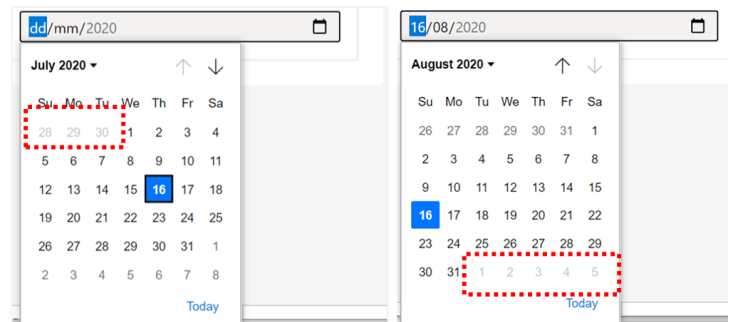 dd/mm/2020
July 2020
Su Mo Tu We Th Fr Sa
28 29 30 1 2 3 4
5 6 7 8 9 10 11
12 13 14 15 16 17 18
19 20 21 22 23 24 25
26 27 28 29 30 31 1
2 3 4 5 6 7 8
Today
16/08/2020
August 2020
Su Mo Tu We Th Fr Sa
26 27 28 29 30 31 1
2 3 4 5 6 7 8
9 10 11 12 13 14 15
16 17 18 19 20 21 22
23 24 25 26 27 28 29
30 31 1 2 3 4 5
Today